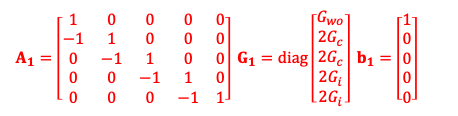 A₁ = [1 0 0 0 0; −1 1 0 0 0; 0 −1 1 0 0; 0 0 −1 1 0; 0 0 0 −1 1] G₁ = diag [G_wo; 2G_c; 2G_c; 2G_i; 2G_i] b₁ = [1; 0; 0; 0; 0]